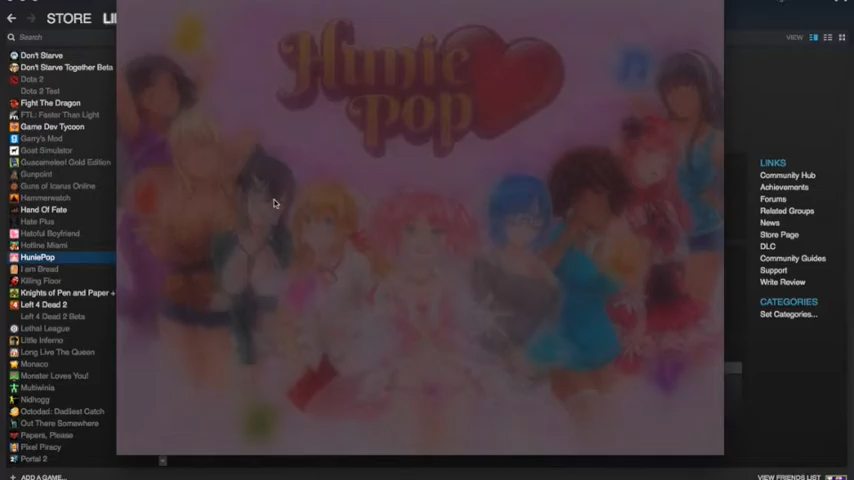 STORE LI
Search
VIEW
Don't Starve
Don't Starve Together Beta
Dota 2
Dota 2 Test
Fight The Dragon
FTL: Faster Than Light
Game Dev Tycoon
Garry's Mod
Goat Simulator
Guacamelee! Gold Edition
Gunpoint
Guns of Icarus Online
Hammerwatch
Hand Of Fate
Hate Plus
Hatoful Boyfriend
Hotline Miami
HuniePop
I am Bread
Killing Floor
Knights of Pen and Paper +
Left 4 Dead 2
Left 4 Dead 2 Beta
Lethal League
Little Inferno
Long Live The Queen
Monaco
Monster Loves You!
Multiwinia
Nidhogg
Octodad: Dadliest Catch
Out There Somewhere
Papers, Please
Pixel Piracy
Portal 2
+ ADD A GAME...
Hunie
Pop
LINKS
Community Hub
Achievements
Forums
Related Groups
News
Store Page
DLC
Community Guides
Support
Write Review
CATEGORIES
Set Categories...
VIEW FRIENDS LIST